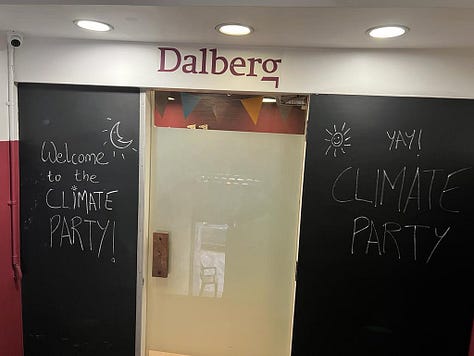 Dalberg
Welcome
to the
CLIMATE
PARTY!
YAY!
CLIMATE
PARTY